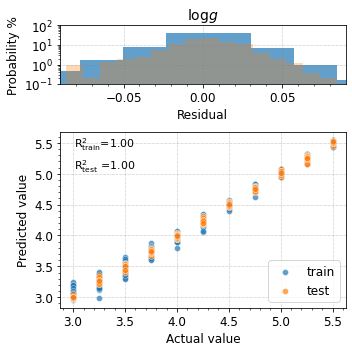 logg
Probability %
10²
10¹
10⁰
10⁻¹
−0.05 0.00 0.05
Residual
Predicted value
5.5
5.0
4.5
4.0
3.5
3.0
R²train=1.00
R²test =1.00
train
test
3.0 3.5 4.0 4.5 5.0 5.5
Actual value